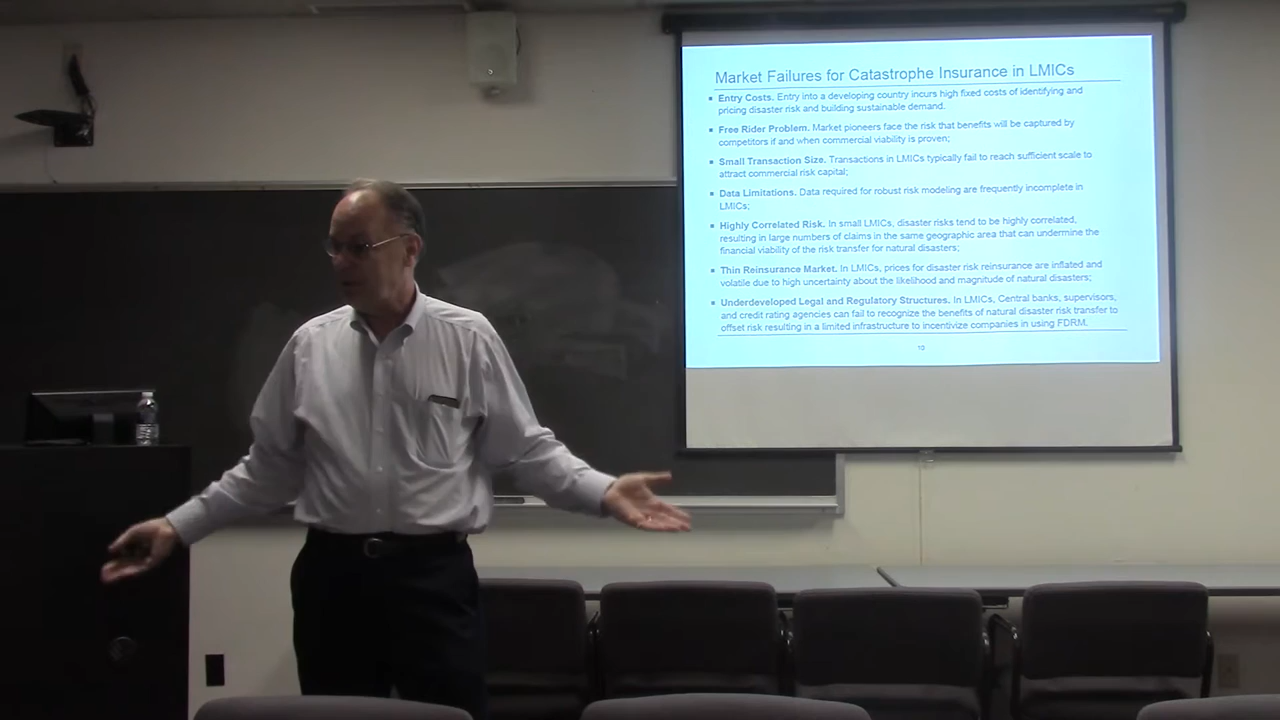 Market Failures for Catastrophe Insurance in LMICs
▪ Entry Costs. Entry into a developing country incurs high fixed costs of identifying and
pricing disaster risk and building sustainable demand.
▪ Free Rider Problem. Market pioneers face the risk that benefits will be captured by
competitors if and when commercial viability is proven;
▪ Small Transaction Size. Transactions in LMICs typically fail to reach sufficient scale to
attract commercial risk capital;
▪ Data Limitations. Data required for robust risk modeling are frequently incomplete in
LMICs;
▪ Highly Correlated Risk. In small LMICs, disaster risks tend to be highly correlated,
resulting in large numbers of claims in the same geographic area that can undermine the
financial viability of the risk transfer for natural disasters;
▪ Thin Reinsurance Market. In LMICs, prices for disaster risk reinsurance are inflated and
volatile due to high uncertainty about the likelihood and magnitude of natural disasters;
▪ Underdeveloped Legal and Regulatory Structures. In LMICs, Central banks, supervisors,
and credit rating agencies can fail to recognize the benefits of natural disaster risk transfer to
offset risk resulting in a limited infrastructure to incentivize companies in using FDRM.